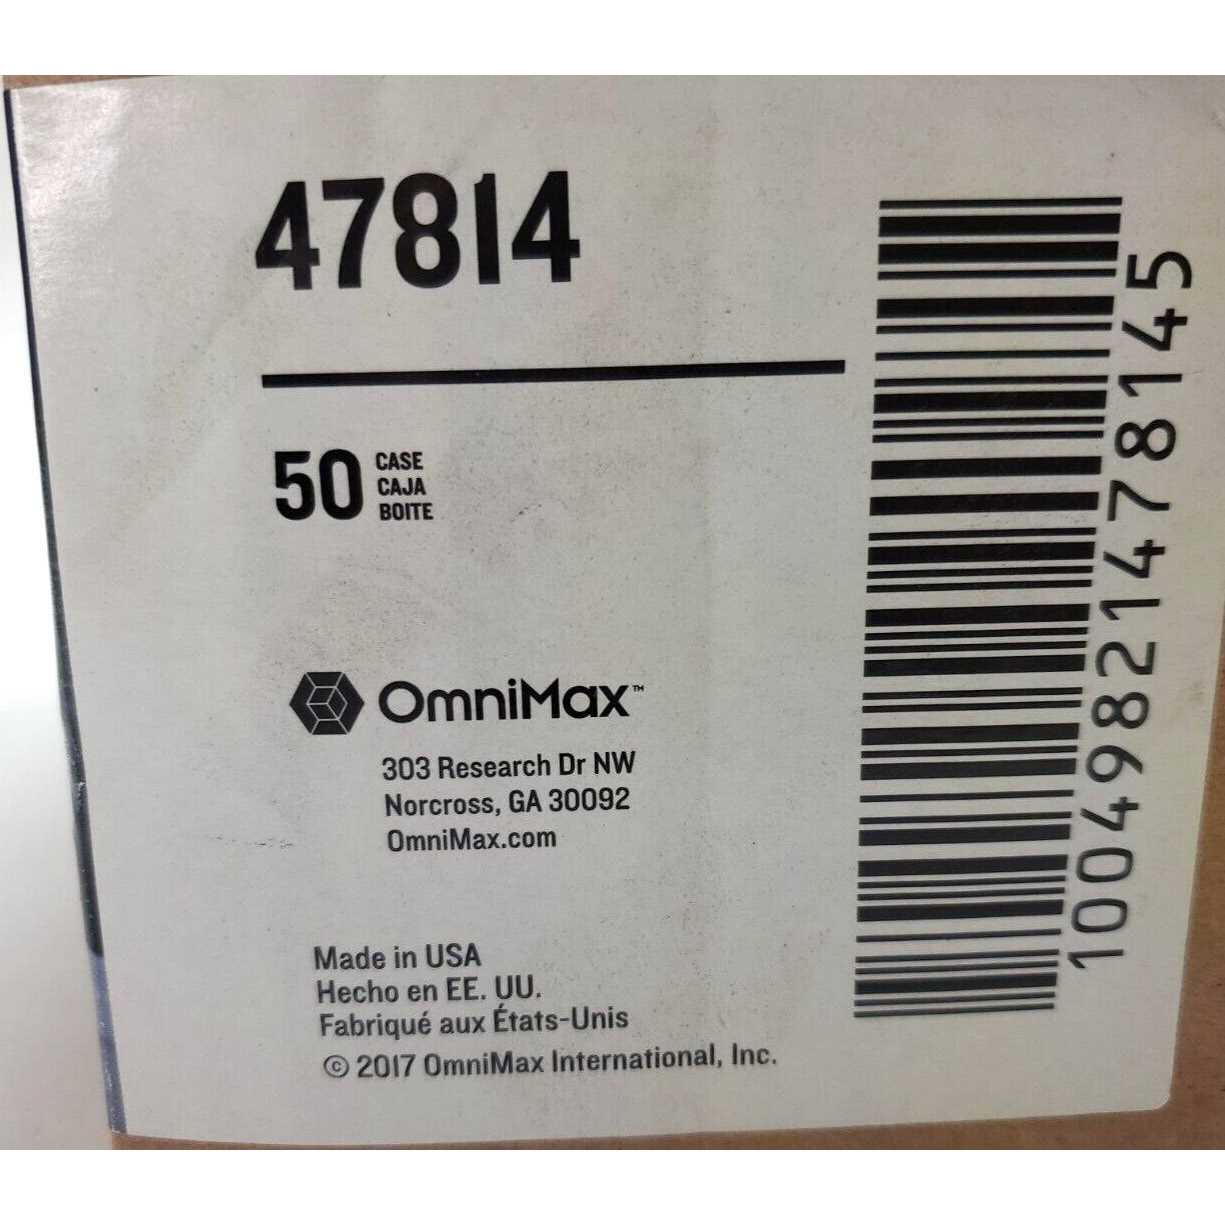 47814
50 CASE
CAJA
BOITE
OmniMax™
303 Research Dr NW
Norcross, GA 30092
OmniMax.com
Made in USA
Hecho en EE. UU.
Fabriqué aux États-Unis
© 2017 OmniMax International, Inc.
10049821478145